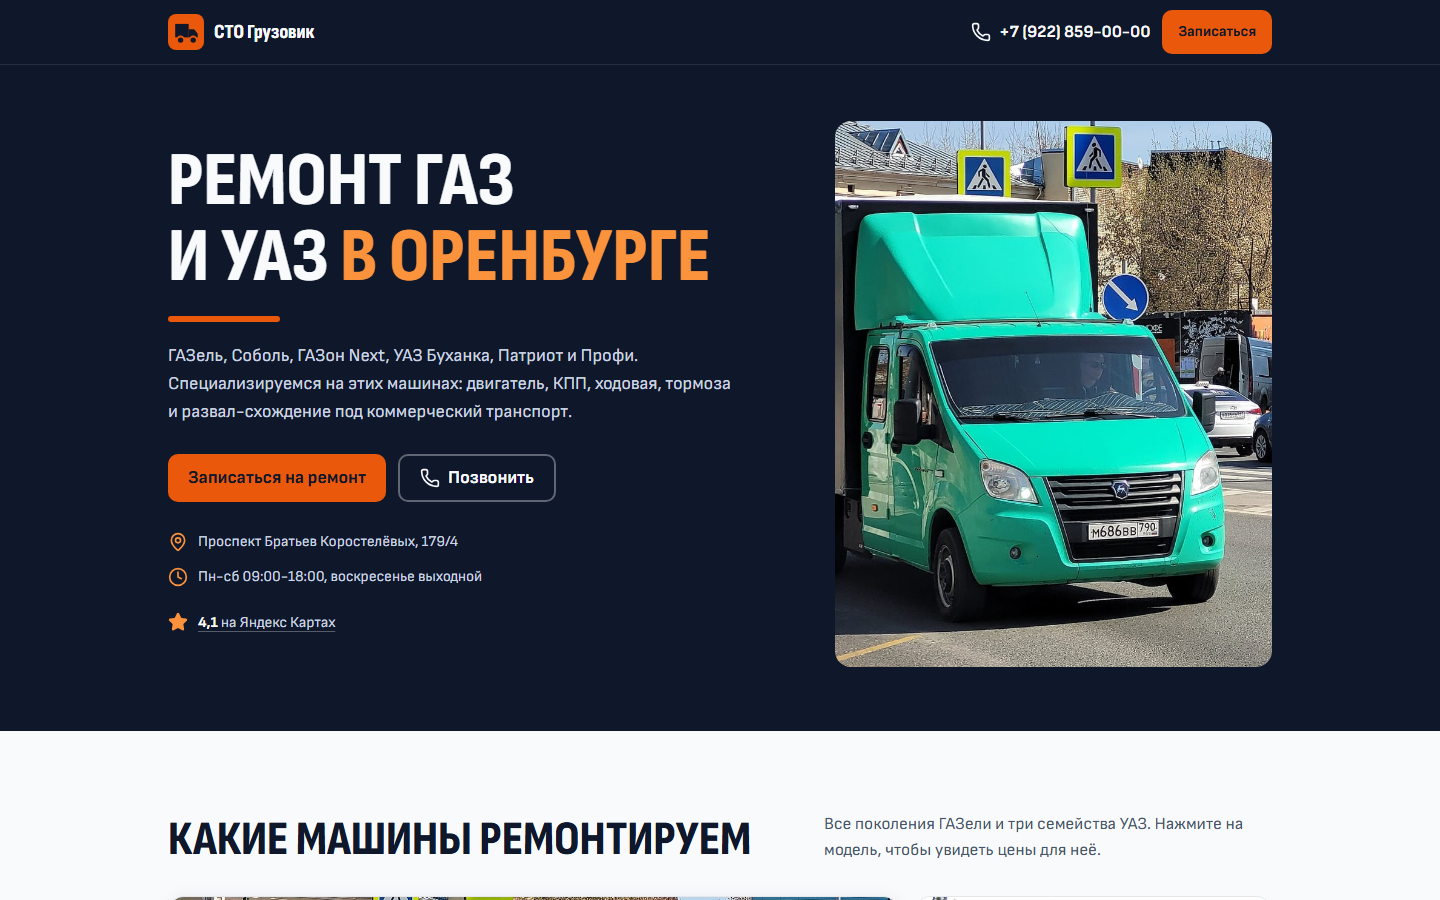 СТО Грузовик
+7 (922) 859-00-00
Записаться
РЕМОНТ ГАЗ
И УАЗ В ОРЕНБУРГЕ
ГАЗель, Соболь, ГАЗон Next, УАЗ Буханка, Патриот и Профи.
Специализируемся на этих машинах: двигатель, КПП, ходовая, тормоза
и развал-схождение под коммерческий транспорт.
Записаться на ремонт
Позвонить
Проспект Братьев Коростелёвых, 179/4
Пн-сб 09:00-18:00, воскресенье выходной
4,1 на Яндекс Картах
М686ВВ 790
КАКИЕ МАШИНЫ РЕМОНТИРУЕМ
Все поколения ГАЗели и три семейства УАЗ. Нажмите на
модель, чтобы увидеть цены для неё.